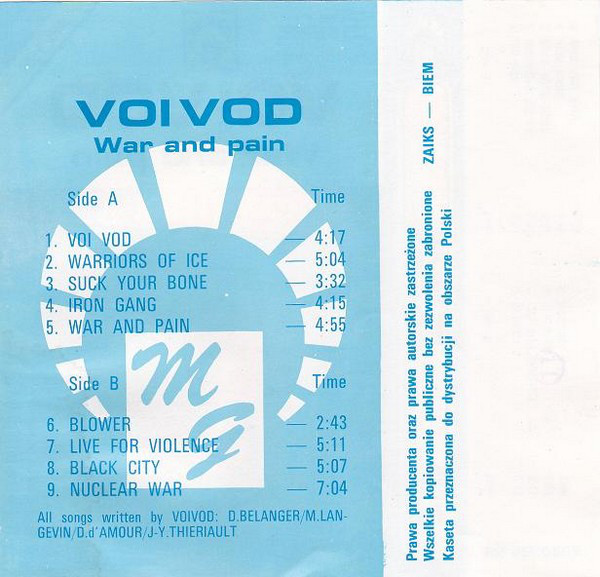 VOIVOD
War and pain
Side A Time
1. VOI VOD — 4:17
2. WARRIORS OF ICE — 5:04
3. SUCK YOUR BONE — 3:32
4. IRON GANG — 4:15
5. WAR AND PAIN — 4:55
MG
Side B Time
6. BLOWER — 2:43
7. LIVE FOR VIOLENCE — 5:11
8. BLACK CITY — 5:07
9. NUCLEAR WAR — 7:04
All songs written by VOIVOD: D.BELANGER/M.LAN-
GEVIN/D.d'AMOUR/J-Y.THIERIAULT
Prawa producenta oraz prawa autorskie zastrzeżone
Wszelkie kopiowanie publiczne bez zezwolenia zabronione ZAIKS — BIEM
Kaseta przeznaczona do dystrybucji na obszarze Polski